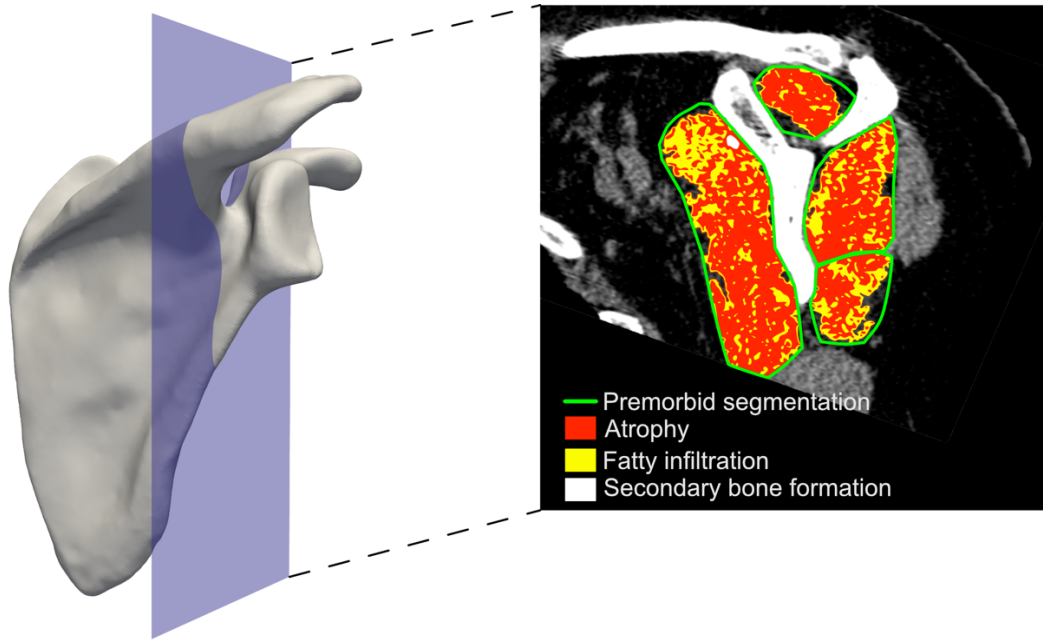 Premorbid segmentation
Atrophy
Fatty infiltration
Secondary bone formation